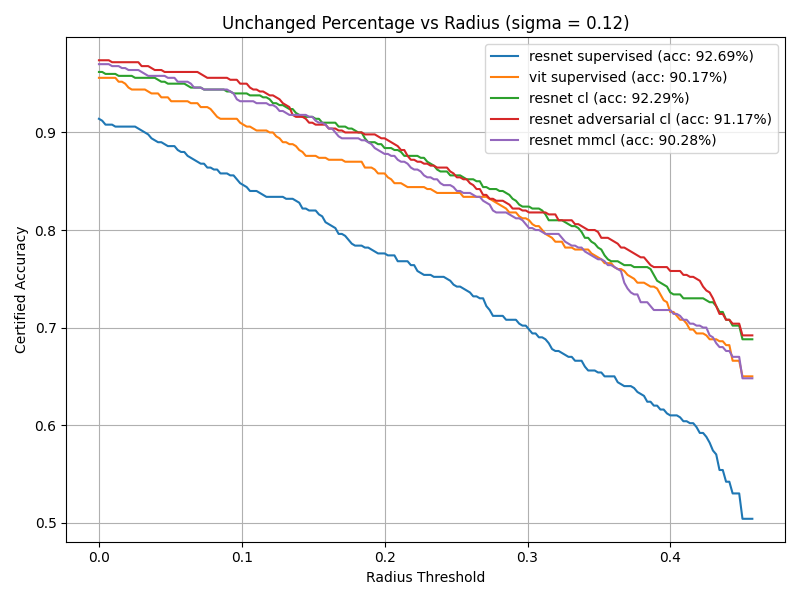 Unchanged Percentage vs Radius (sigma = 0.12)
resnet supervised (acc: 92.69%)
vit supervised (acc: 90.17%)
resnet cl (acc: 92.29%)
resnet adversarial cl (acc: 91.17%)
resnet mmcl (acc: 90.28%)
Certified Accuracy
0.9
0.8
0.7
0.6
0.5
0.0 0.1 0.2 0.3 0.4
Radius Threshold